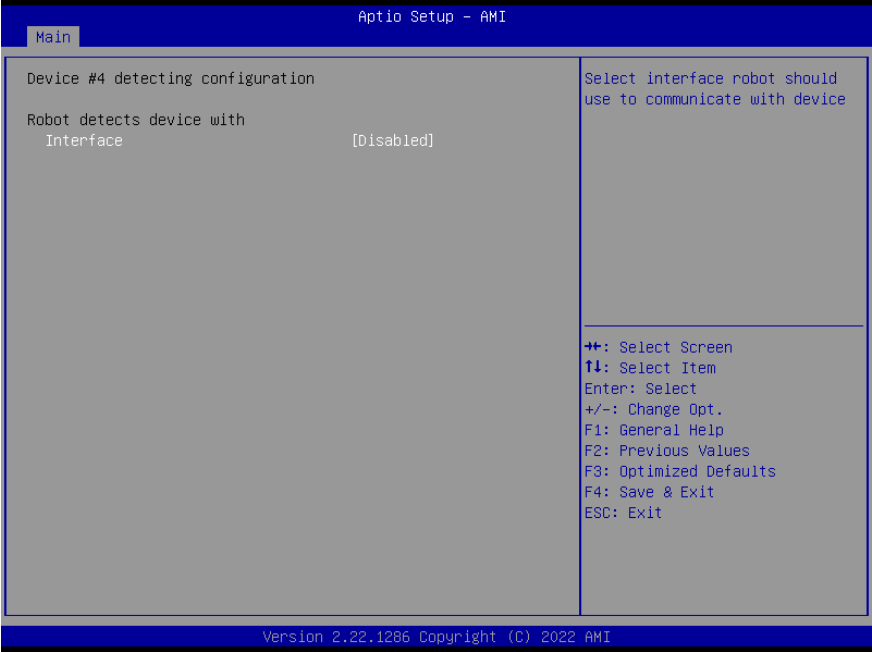 Aptio Setup – AMI
Main
Device #4 detecting configuration
Robot detects device with
Interface [Disabled]
Select interface robot should
use to communicate with device
→←: Select Screen
↑↓: Select Item
Enter: Select
+/-: Change Opt.
F1: General Help
F2: Previous Values
F3: Optimized Defaults
F4: Save & Exit
ESC: Exit
Version 2.22.1286 Copyright (C) 2022 AMI